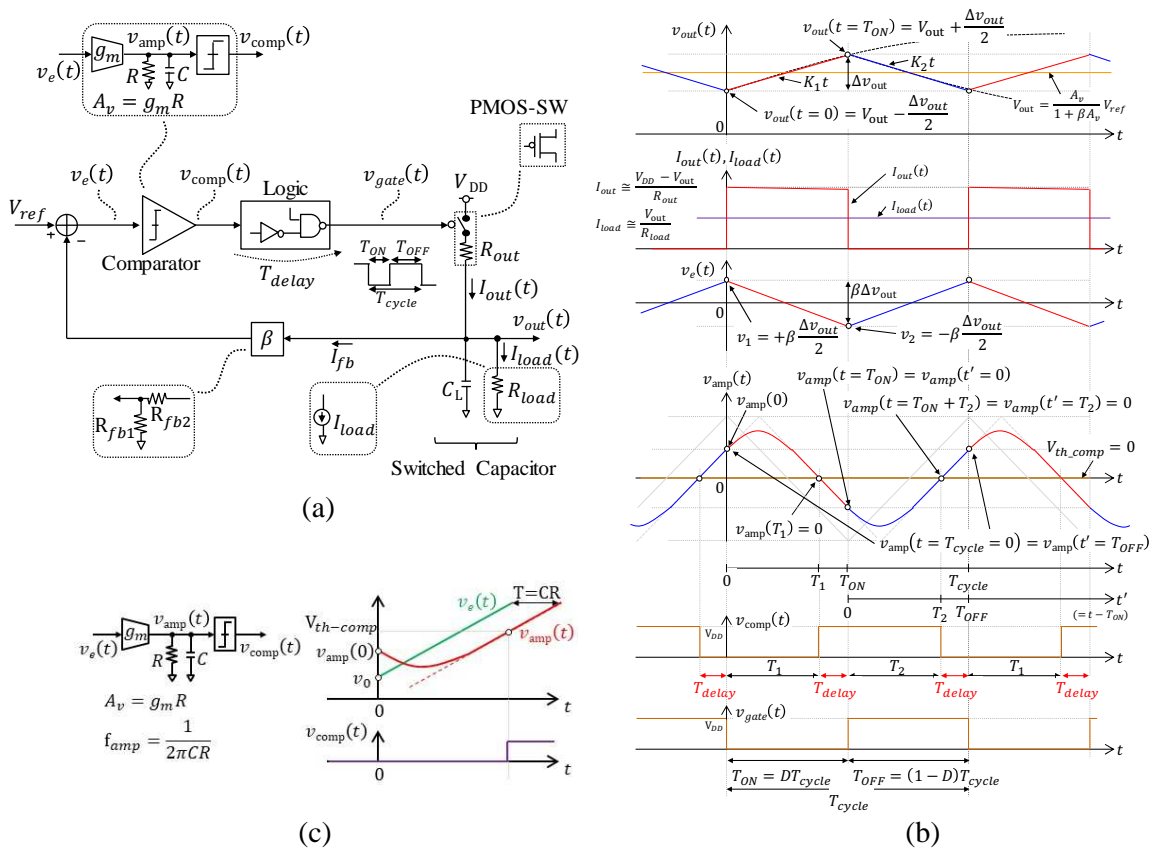 v_amp(t)
v_comp(t)
g_m
v_e(t)
R
C
A_v = g_m R
PMOS-SW
v_e(t)
v_comp(t)
Logic
v_gate(t)
V_DD
V_ref
+
-
Comparator
T_delay
T_ON
T_OFF
T_cycle
R_out
I_out(t)
v_out(t)
β
I_fb
I_load(t)
R_fb1
R_fb2
I_load
C_L
R_load
Switched Capacitor
(a)
v_out(t)
v_out(t = T_ON) = V_out + Δv_out/2
K_1 t
K_2 t
Δv_out
V_out = A_v/(1 + βA_v) V_ref
v_out(t = 0) = V_out − Δv_out/2
0
t
I_out(t), I_load(t)
I_out ≅ (V_DD − V_out)/R_out
I_out(t)
I_load(t)
I_load ≅ V_out/R_load
t
v_e(t)
0
βΔv_out
t
v_1 = +β Δv_out/2
v_2 = −β Δv_out/2
v_amp(t)
v_amp(t = T_ON) = v_amp(t' = 0)
v_amp(0)
v_amp(t = T_ON + T_2) = v_amp(t' = T_2) = 0
V_th_comp = 0
0
t
v_amp(T_1) = 0
v_amp(t = T_cycle = 0) = v_amp(t' = T_OFF)
0
T_1
T_ON
T_cycle
t
0
T_2
T_OFF
t'
(= t − T_ON)
V_DD
v_comp(t)
t
T_1
T_2
T_1
T_delay
T_delay
T_delay
T_delay
V_DD
v_gate(t)
t
T_ON = DT_cycle
T_OFF = (1 − D)T_cycle
T_cycle
(b)
v_amp(t)
g_m
v_e(t)
R
C
v_comp(t)
A_v = g_m R
f_amp = 1/(2πCR)
T=CR
v_e(t)
V_th−comp
v_amp(t)
v_amp(0)
v_0
0
t
v_comp(t)
0
t
(c)